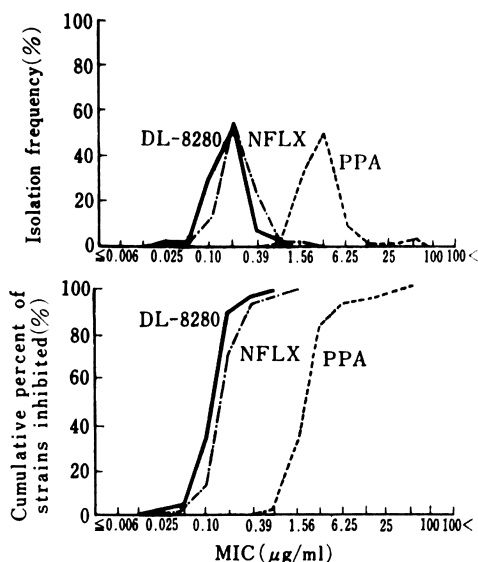 Isolation frequency(%)
100
80
60
40
20
0
DL-8280
NFLX
PPA
≦0.006 0.025 0.10 0.39 1.56 6.25 25 100 100<
Cumulative percent of
strains inhibited(%)
100
80
60
40
20
0
DL-8280
NFLX
PPA
≦0.006 0.025 0.10 0.39 1.56 6.25 25 100 100<
MIC(μg/ml)